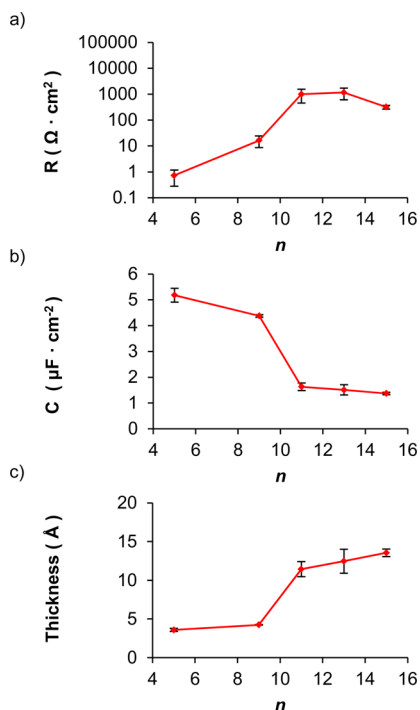 a)
R ( Ω · cm²)
100000
10000
1000
100
10
1
0.1
4 6 8 10 12 14 16
n
b)
C ( µF · cm⁻²)
6
5
4
3
2
1
0
4 6 8 10 12 14 16
n
c)
Thickness ( Å )
20
15
10
5
0
4 6 8 10 12 14 16
n